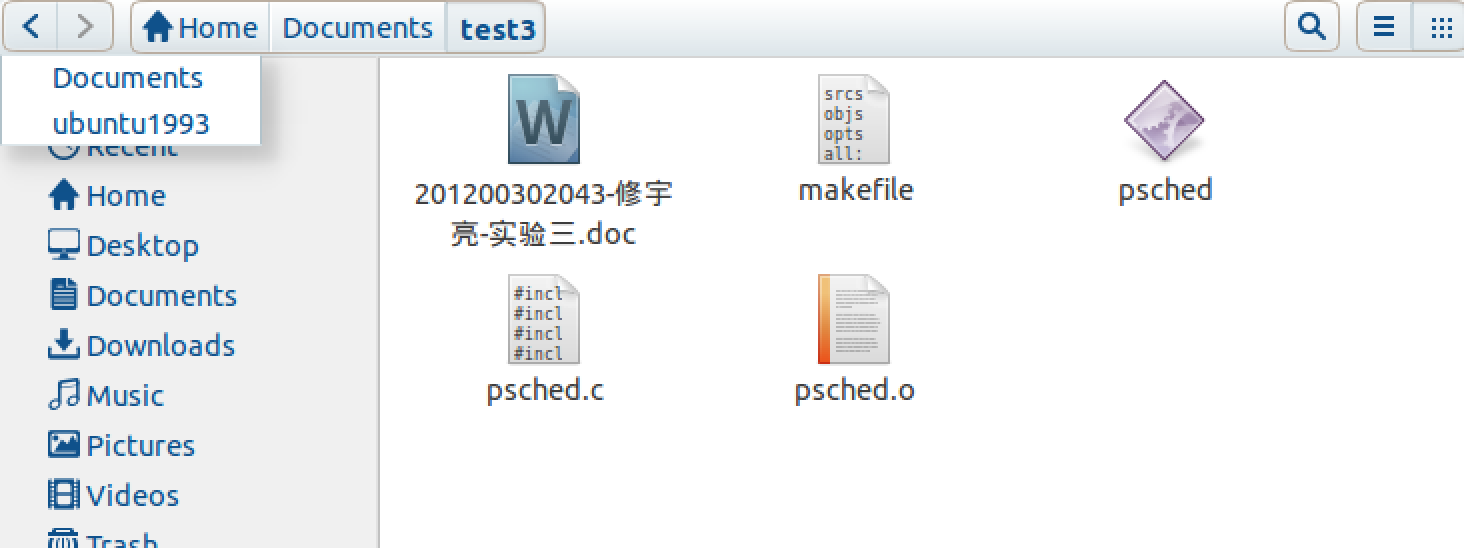 Home Documents test3
Documents
ubuntu1993
Recent
Home
Desktop
Documents
Downloads
Music
Pictures
Videos
Trash
W
201200302043-修宇
亮-实验三.doc
srcs
objs
opts
all:
makefile
psched
#incl
#incl
#incl
#incl
psched.c
psched.o